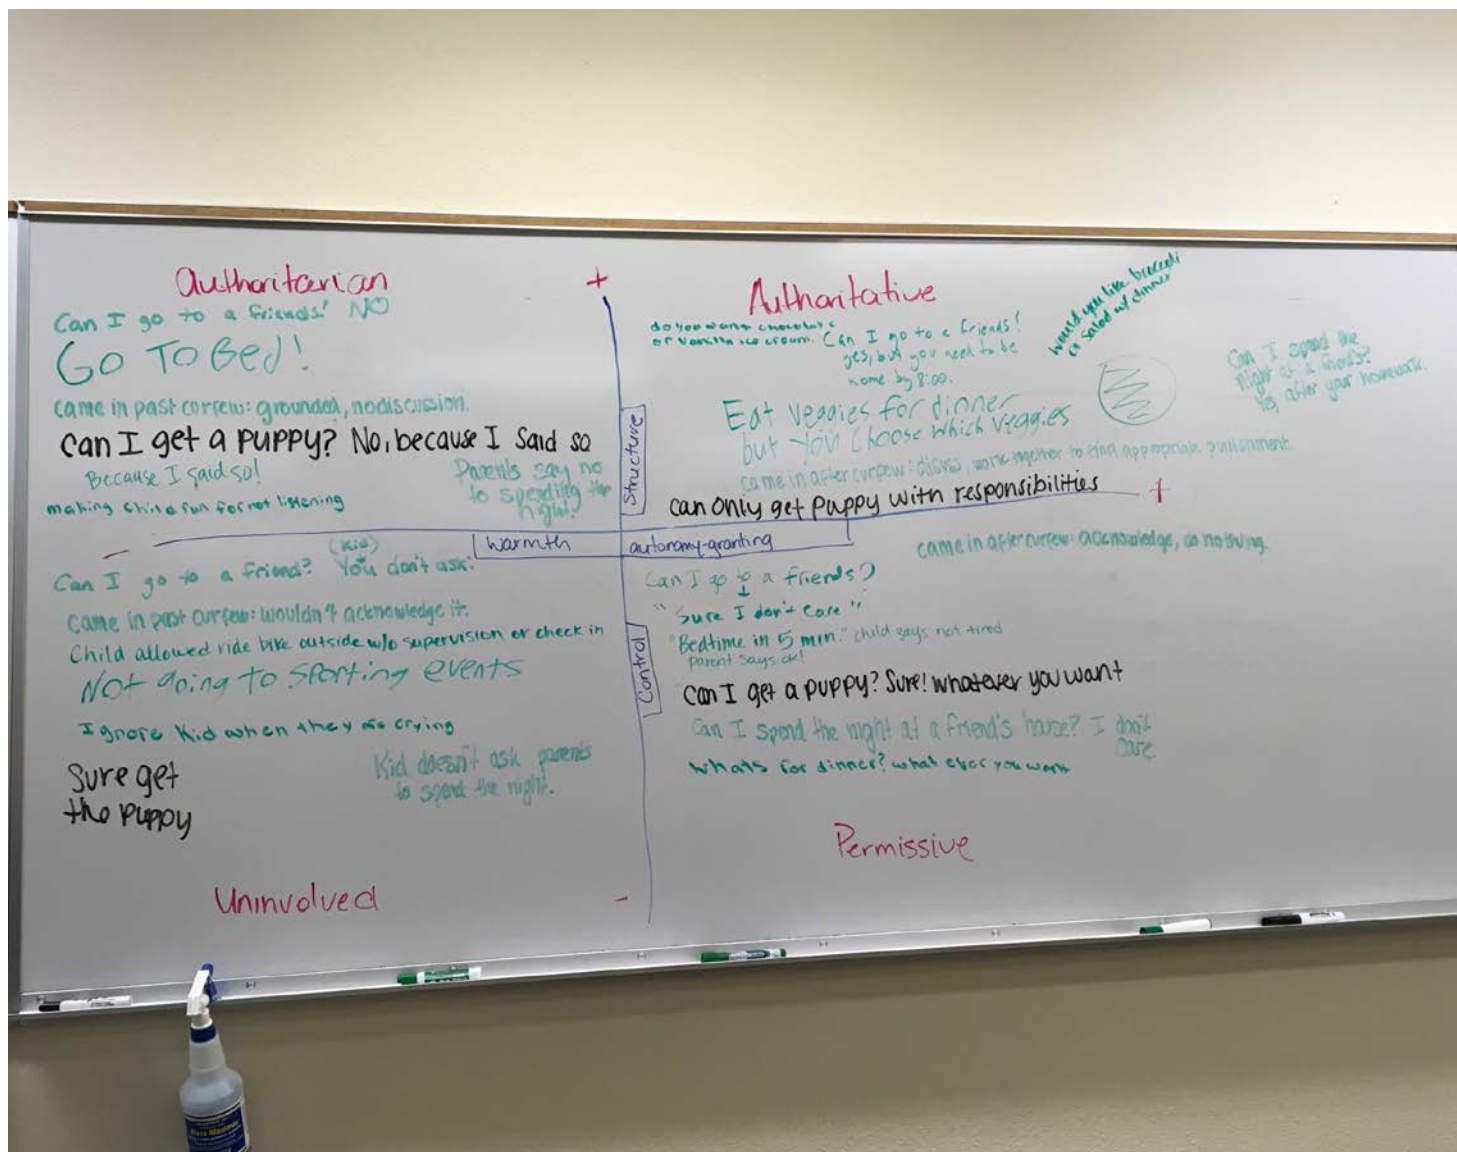 Authoritarian
Can I go to a friends? NO
GO TO Bed!
came in past curfew: grounded, no discussion.
can I get a puppy? No, because I said so
Because I said so!
Parents say no
to spending the
night.
making child run for not listening
+
Authoritative
do you want chocolate
or vanilla ice cream.
Can I go to a friends?
yes, but you need to be
home by 8:00.
would you like broccoli
or salad w/ dinner
Can I spend the
night at a friends?
Yes, after your homework.
Eat veggies for dinner
but you choose which veggies
came in after curfew: discuss, work together to find appropriate punishment
can only get puppy with responsibilities
+
Structure
-
warmth
autonomy-granting
Control
(Kid)
Can I go to a friend? You don't ask.
came in past curfew: wouldn't acknowledge it.
Child allowed ride bike outside w/o supervision or check in
Not going to sporting events
Ignore kid when they are crying
Kid doesn't ask parents
to spend the night.
Sure get
the puppy
Uninvolved
-
came in after curfew: acknowledge, do nothing.
Can I go to a friends?
"Sure I don't care"
"Bedtime in 5 min." child says not tired
parent says ok!
can I get a puppy? Sure! whatever you want
Can I spend the night at a friend's house? I don't
care
whats for dinner? what ever you want
Permissive